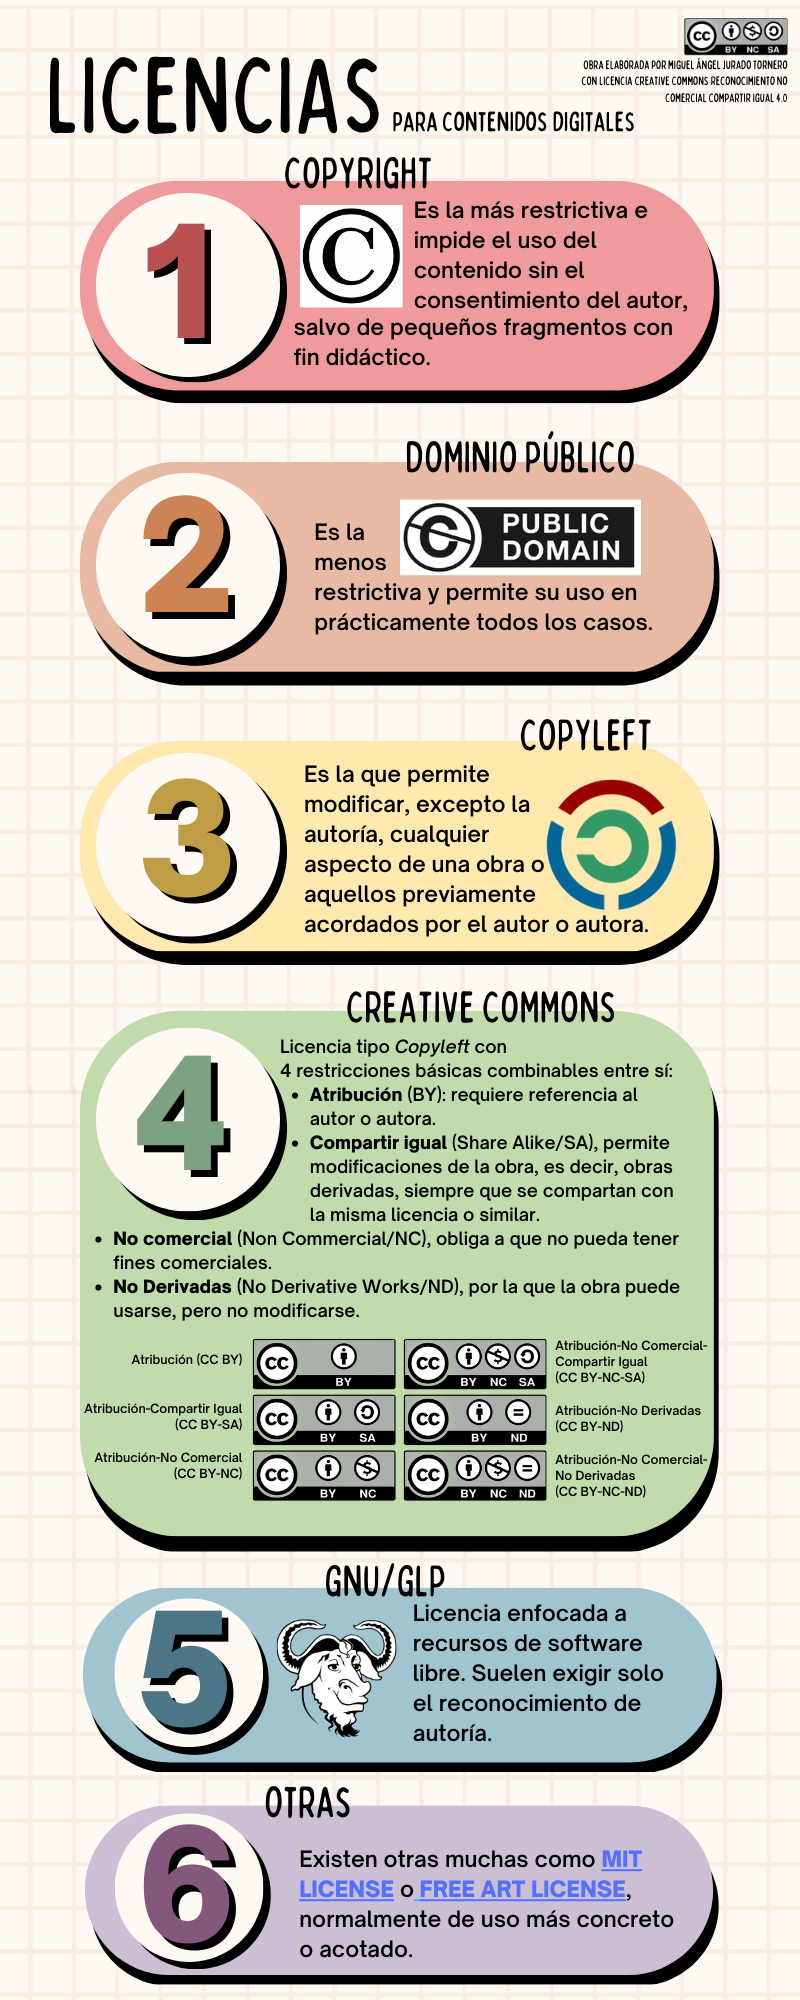 CC BY NC SA
OBRA ELABORADA POR MIGUEL ÁNGEL JURADO TORNERO
CON LICENCIA CREATIVE COMMONS RECONOCIMIENTO NO
COMERCIAL COMPARTIR IGUAL 4.0
LICENCIAS PARA CONTENIDOS DIGITALES
COPYRIGHT
1
C
Es la más restrictiva e
impide el uso del
contenido sin el
consentimiento del autor,
salvo de pequeños fragmentos con
fin didáctico.
DOMINIO PÚBLICO
2
PUBLIC
DOMAIN
Es la
menos
restrictiva y permite su uso en
prácticamente todos los casos.
COPYLEFT
3
Es la que permite
modificar, excepto la
autoría, cualquier
aspecto de una obra o
aquellos previamente
acordados por el autor o autora.
CREATIVE COMMONS
4
Licencia tipo Copyleft con
4 restricciones básicas combinables entre sí:
• Atribución (BY): requiere referencia al
autor o autora.
• Compartir igual (Share Alike/SA), permite
modificaciones de la obra, es decir, obras
derivadas, siempre que se compartan con
la misma licencia o similar.
• No comercial (Non Commercial/NC), obliga a que no pueda tener
fines comerciales.
• No Derivadas (No Derivative Works/ND), por la que la obra puede
usarse, pero no modificarse.
Atribución (CC BY)
CC BY
CC BY NC SA
Atribución-No Comercial-
Compartir Igual
(CC BY-NC-SA)
Atribución-Compartir Igual
(CC BY-SA)
CC BY SA
CC BY ND
Atribución-No Derivadas
(CC BY-ND)
Atribución-No Comercial
(CC BY-NC)
CC BY NC
CC BY NC ND
Atribución-No Comercial-
No Derivadas
(CC BY-NC-ND)
GNU/GLP
5
Licencia enfocada a
recursos de software
libre. Suelen exigir solo
el reconocimiento de
autoría.
OTRAS
6
Existen otras muchas como MIT
LICENSE o FREE ART LICENSE,
normalmente de uso más concreto
o acotado.